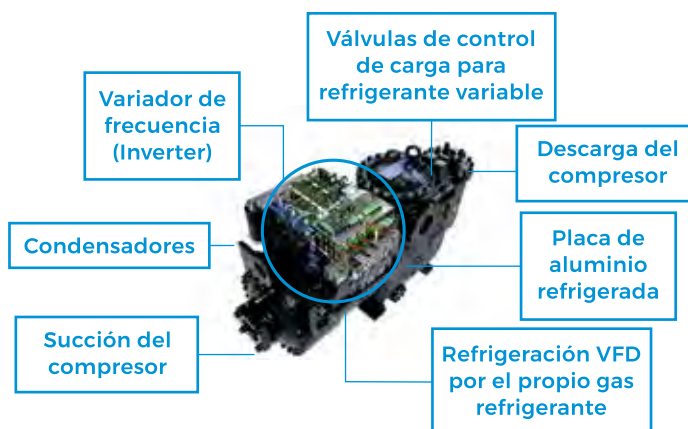 Válvulas de control
de carga para
refrigerante variable
Variador de
frecuencia
(Inverter)
Descarga del
compresor
Condensadores
Placa de
aluminio
refrigerada
Succión del
compresor
Refrigeración VFD
por el propio gas
refrigerante